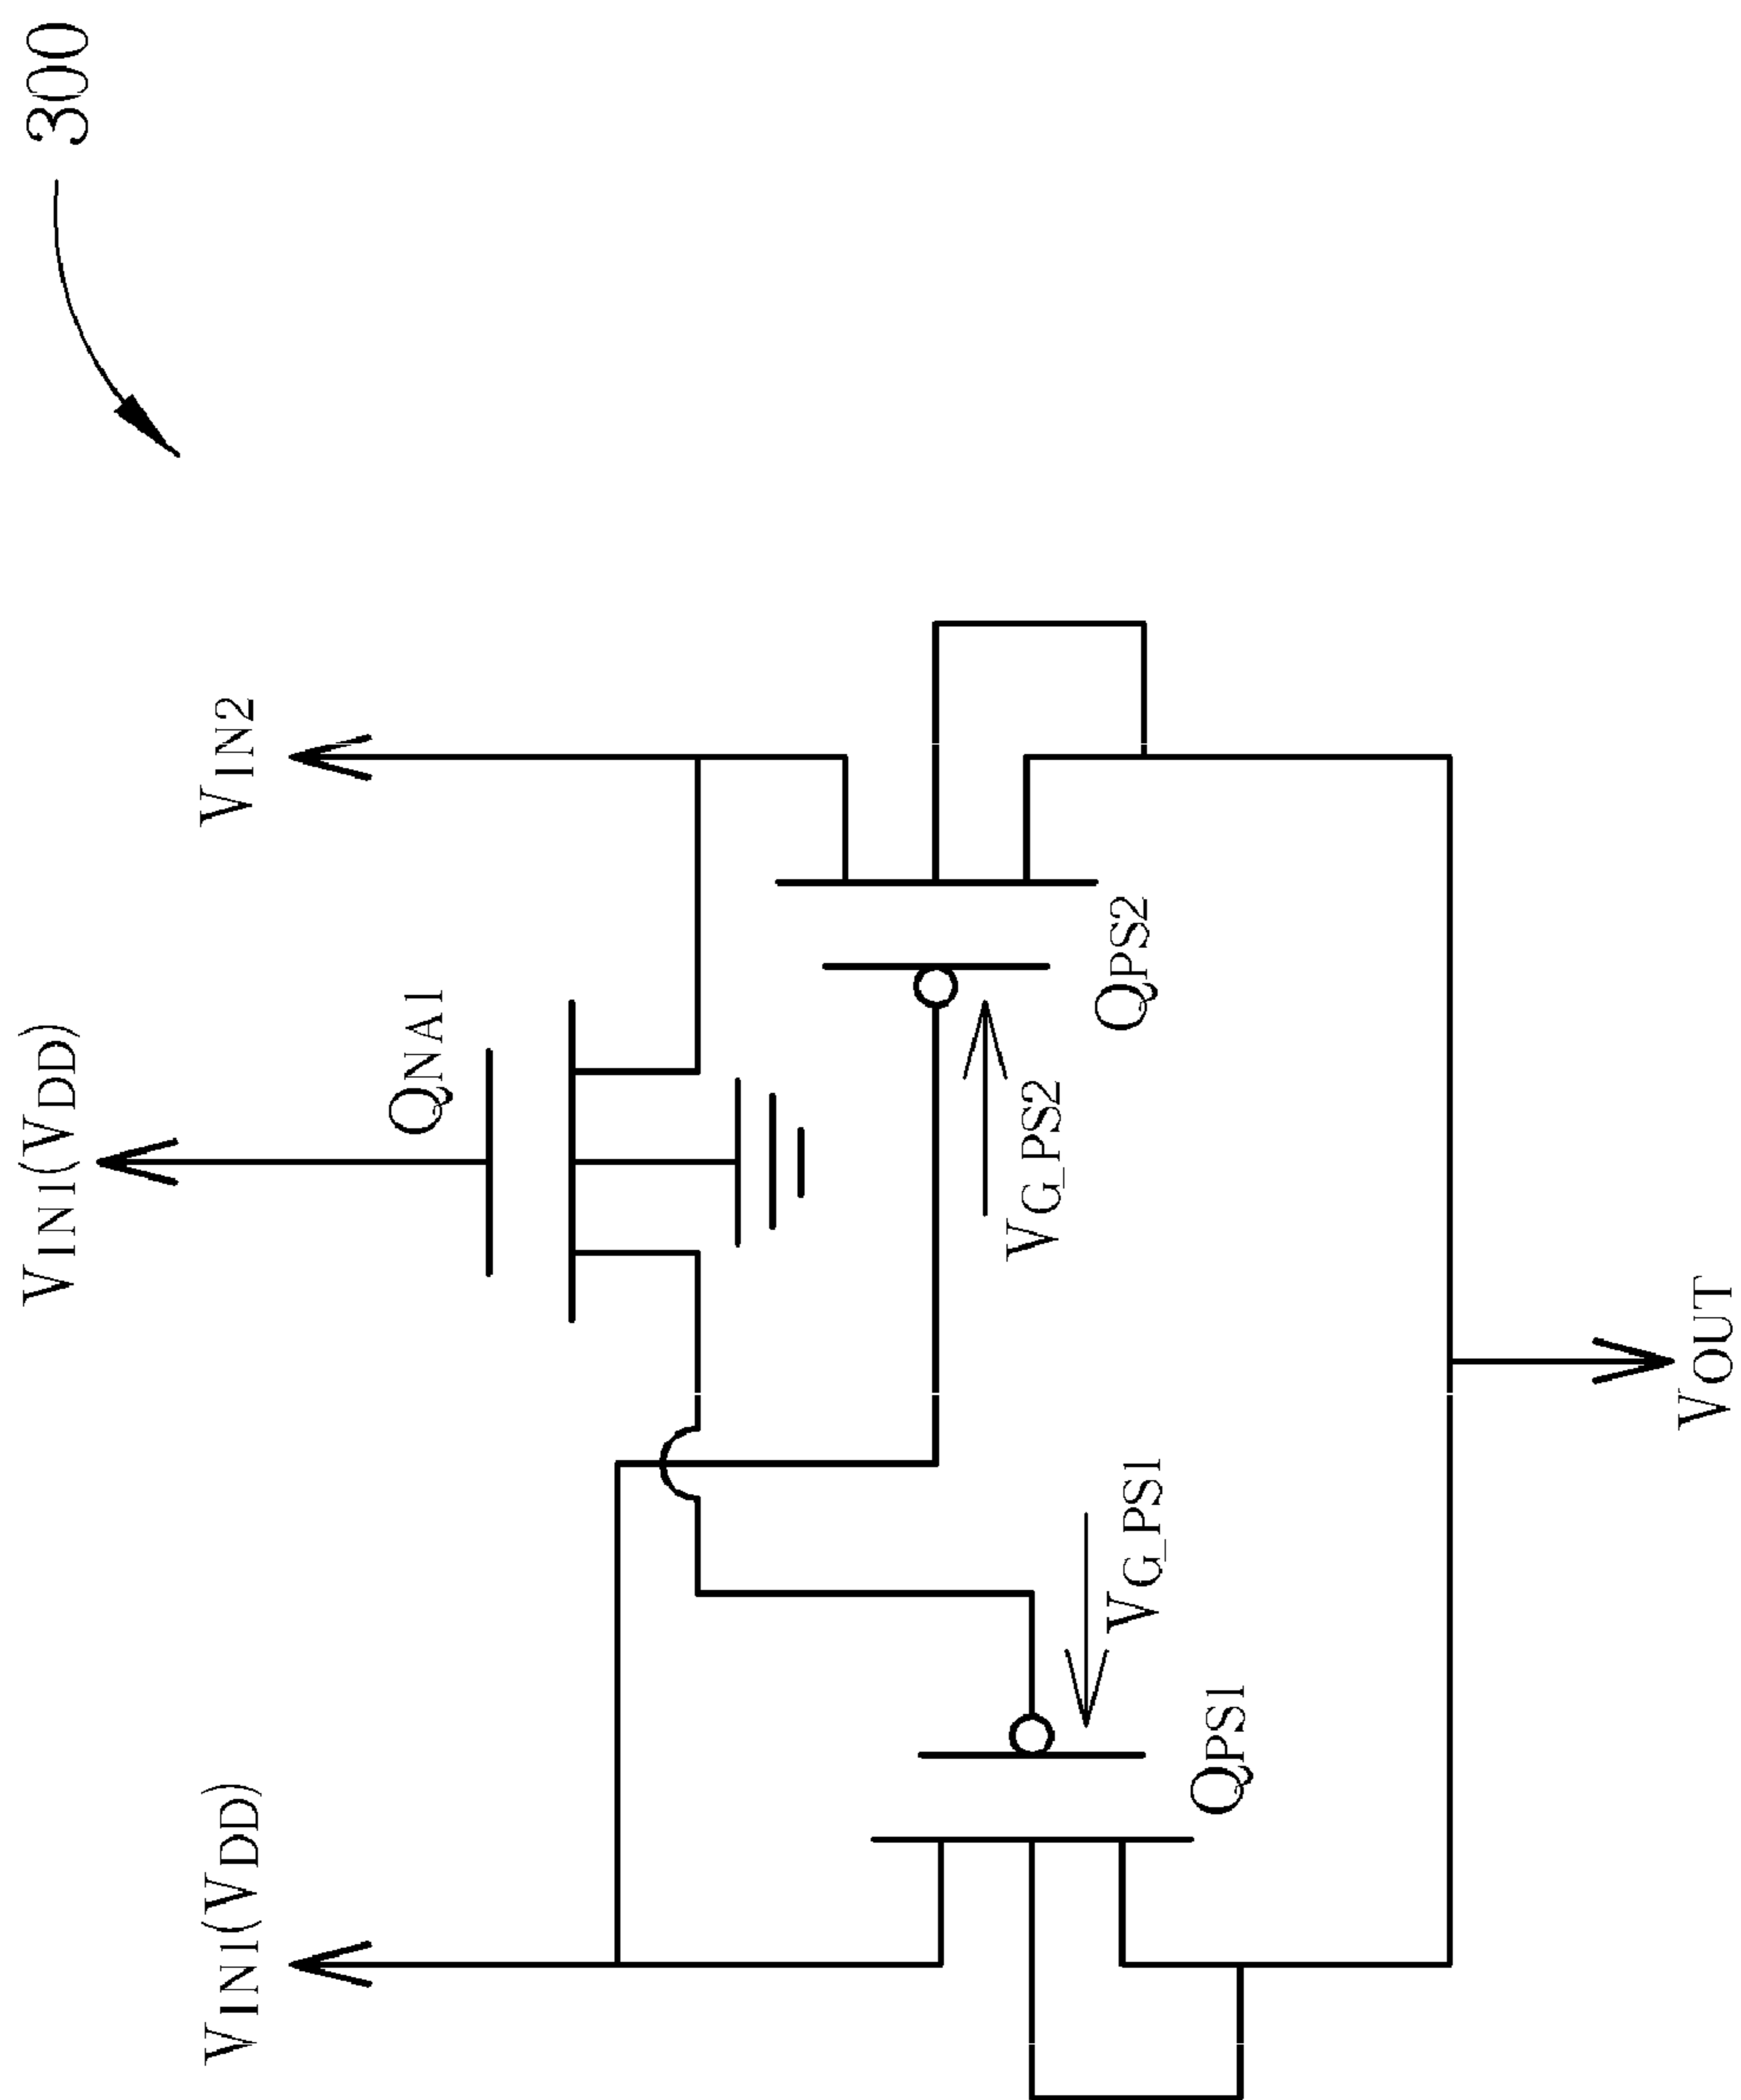 300
VIN1(VDD)
QNA1
VIN1(VDD)
VIN2
VG_PS1
VG_PS2
QPS1
QPS2
VOUT